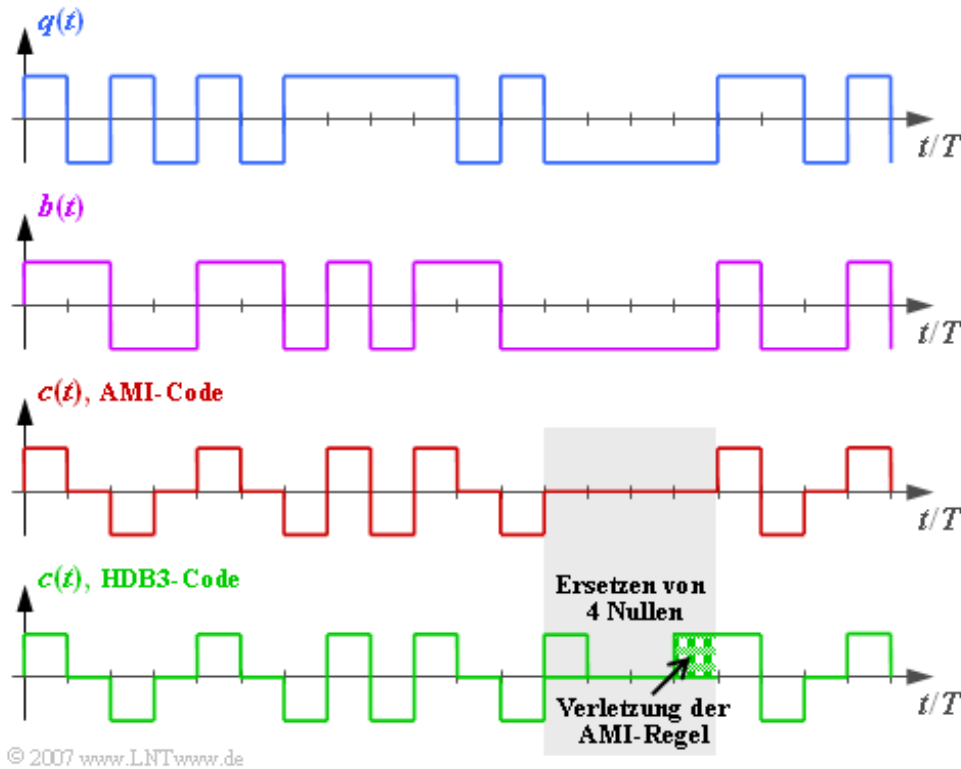 q(t)
t/T
b(t)
t/T
c(t), AMI-Code
t/T
c(t), HDB3-Code
Ersetzen von
4 Nullen
t/T
Verletzung der
AMI-Regel
© 2007 www.LNTwww.de